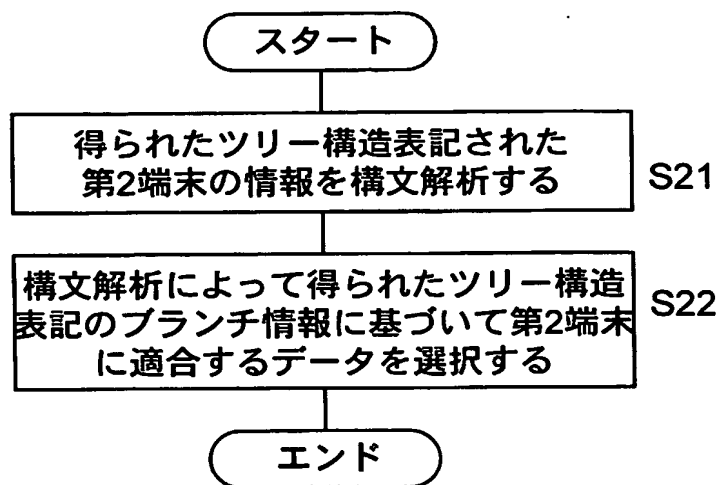 スタート
得られたツリー構造表記された
第2端末の情報を構文解析する
S21
構文解析によって得られたツリー構造
表記のブランチ情報に基づいて第2端末
に適合するデータを選択する
S22
エンド